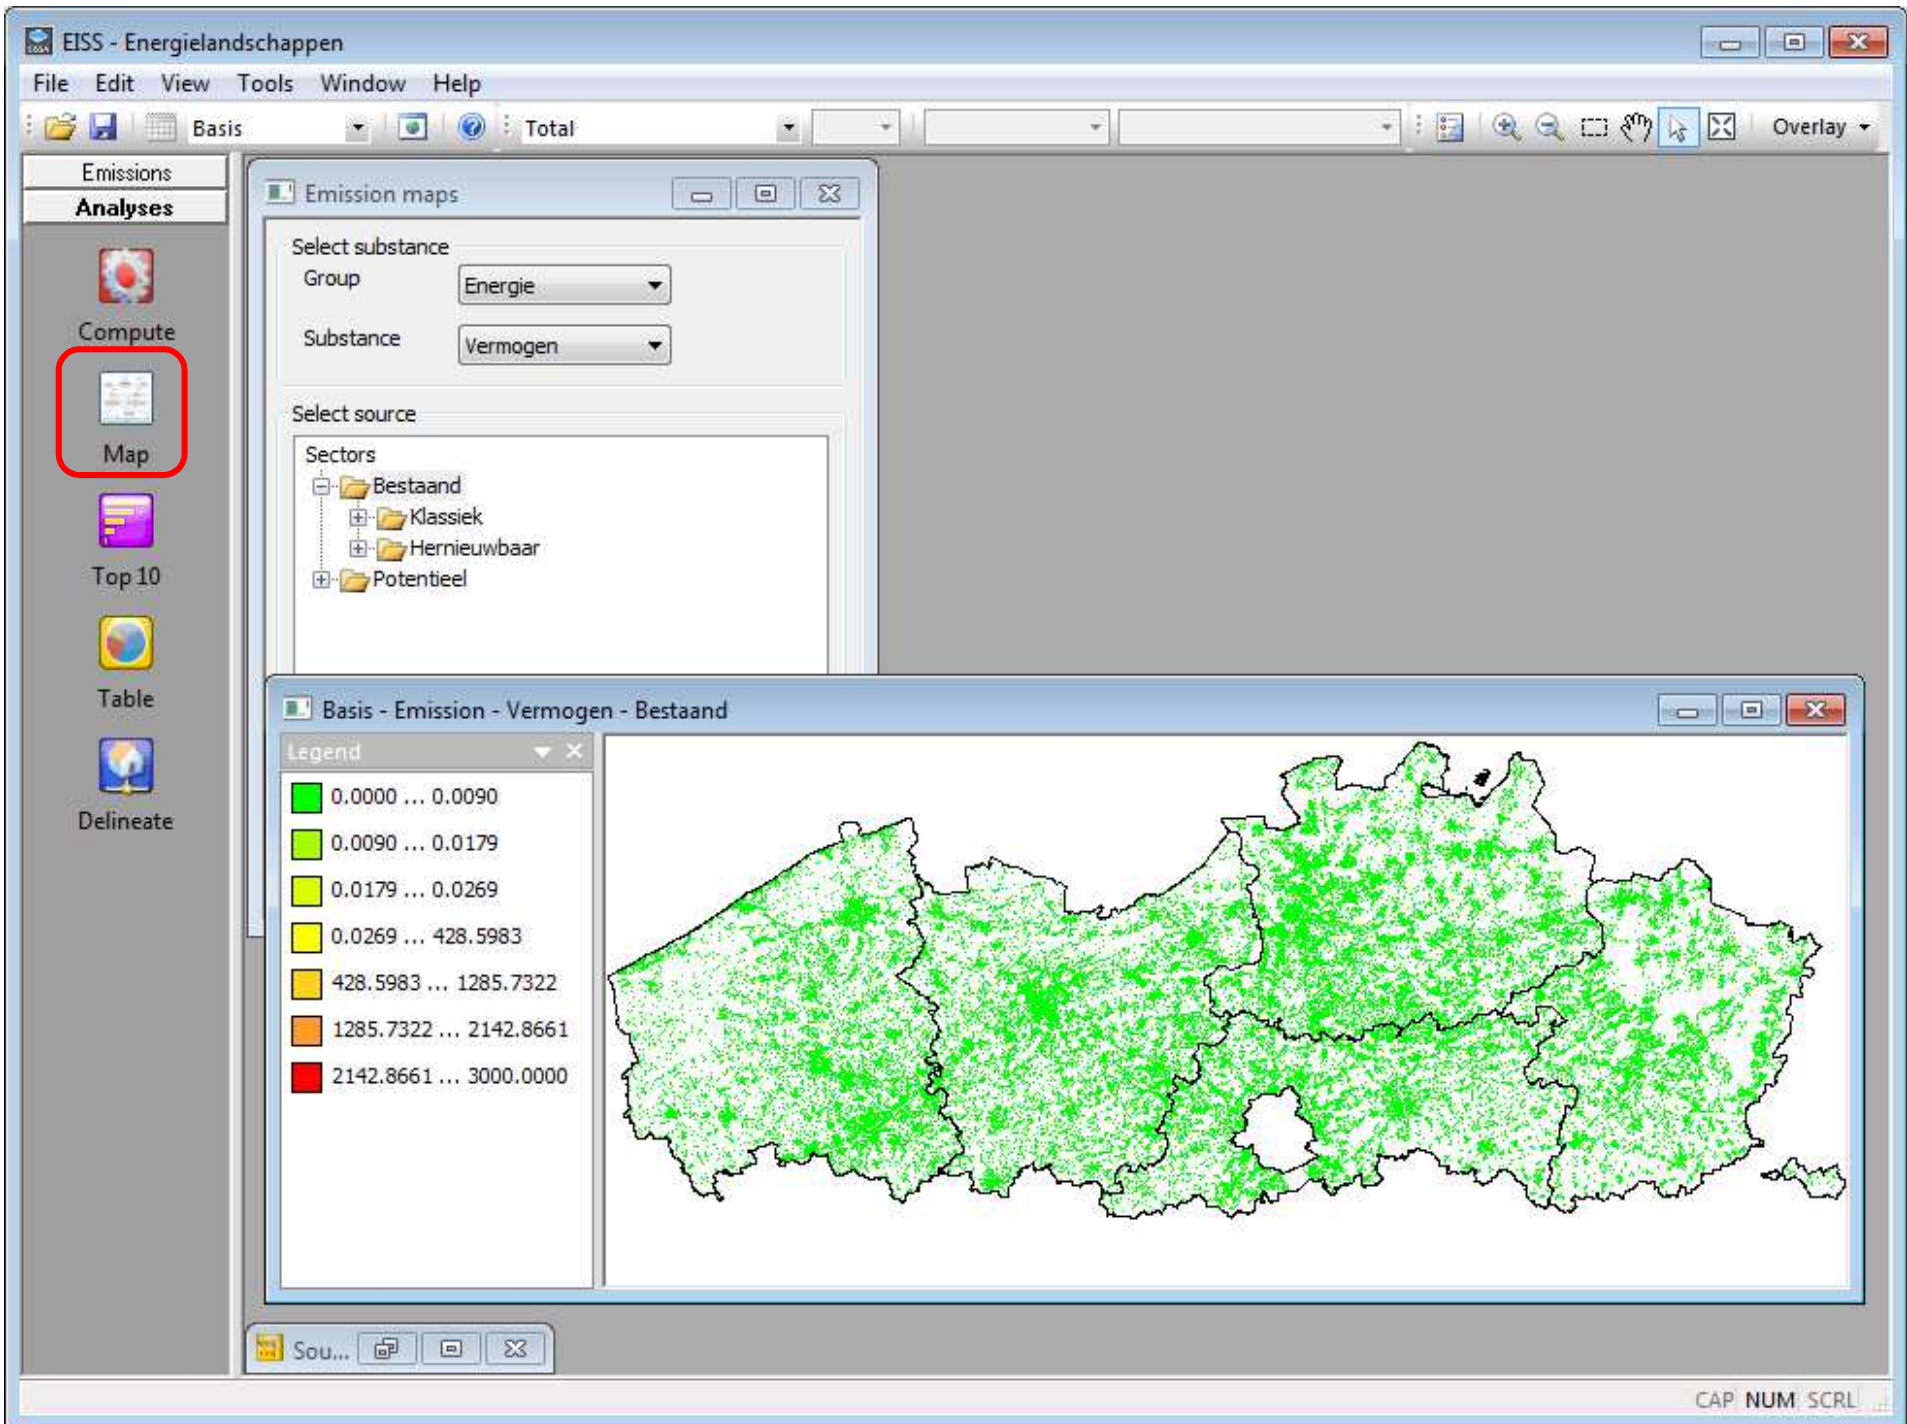 EISS - Energielandschappen
File Edit View Tools Window Help
Basis Total Overlay
Emissions
Analyses
Compute
Map
Top 10
Table
Delineate
Emission maps
Select substance
Group Energie
Substance Vermogen
Select source
Sectors
Bestaand
Klassiek
Hernieuwbaar
Potentieel
Basis - Emission - Vermogen - Bestaand
Legend
0.0000 ... 0.0090
0.0090 ... 0.0179
0.0179 ... 0.0269
0.0269 ... 428.5983
428.5983 ... 1285.7322
1285.7322 ... 2142.8661
2142.8661 ... 3000.0000
Sou...
CAP NUM SCRL